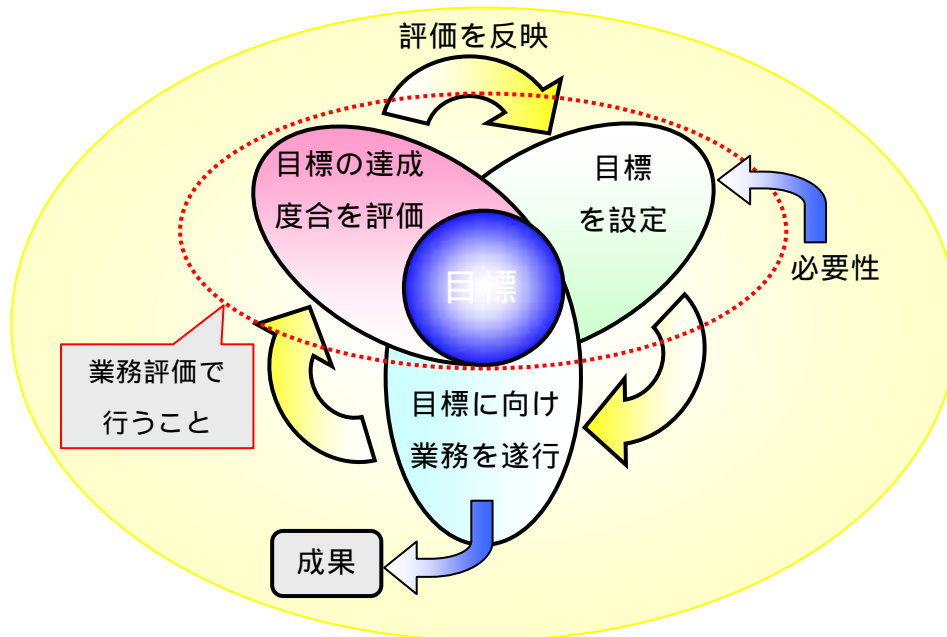 評価を反映
目標の達成
度合を評価
目標
を設定
必要性
目標
業務評価で
行うこと
目標に向け
業務を遂行
成果